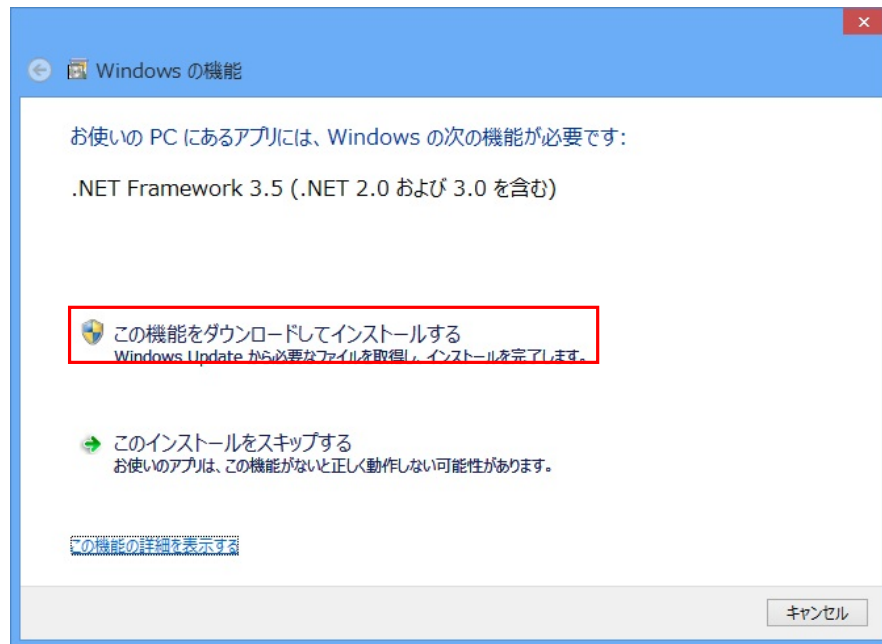 Windows の機能
お使いの PC にあるアプリには、Windows の次の機能が必要です:
.NET Framework 3.5 (.NET 2.0 および 3.0 を含む)
この機能をダウンロードしてインストールする
Windows Update から必要なファイルを取得し、インストールを完了します。
このインストールをスキップする
お使いのアプリは、この機能がないと正しく動作しない可能性があります。
この機能の詳細を表示する
キャンセル